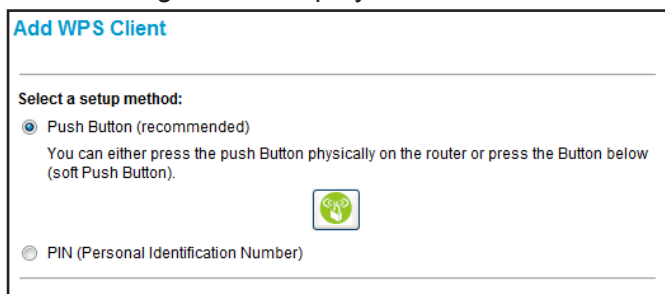 Add WPS Client
Select a setup method:
Push Button (recommended)
You can either press the push Button physically on the router or press the Button below
(soft Push Button).
PIN (Personal Identification Number)